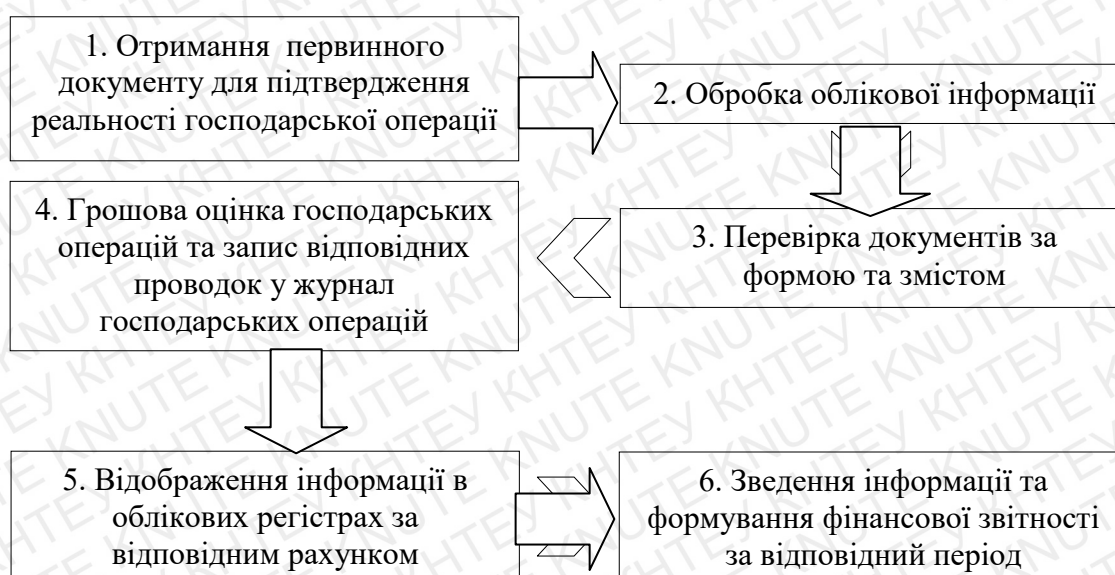 1. Отримання первинного
документу для підтвердження
реальності господарської операції
2. Обробка облікової інформації
3. Перевірка документів за
формою та змістом
4. Грошова оцінка господарських
операцій та запис відповідних
проводок у журнал
господарських операцій
5. Відображення інформації в
облікових регістрах за
відповідним рахунком
6. Зведення інформації та
формування фінансової звітності
за відповідний період